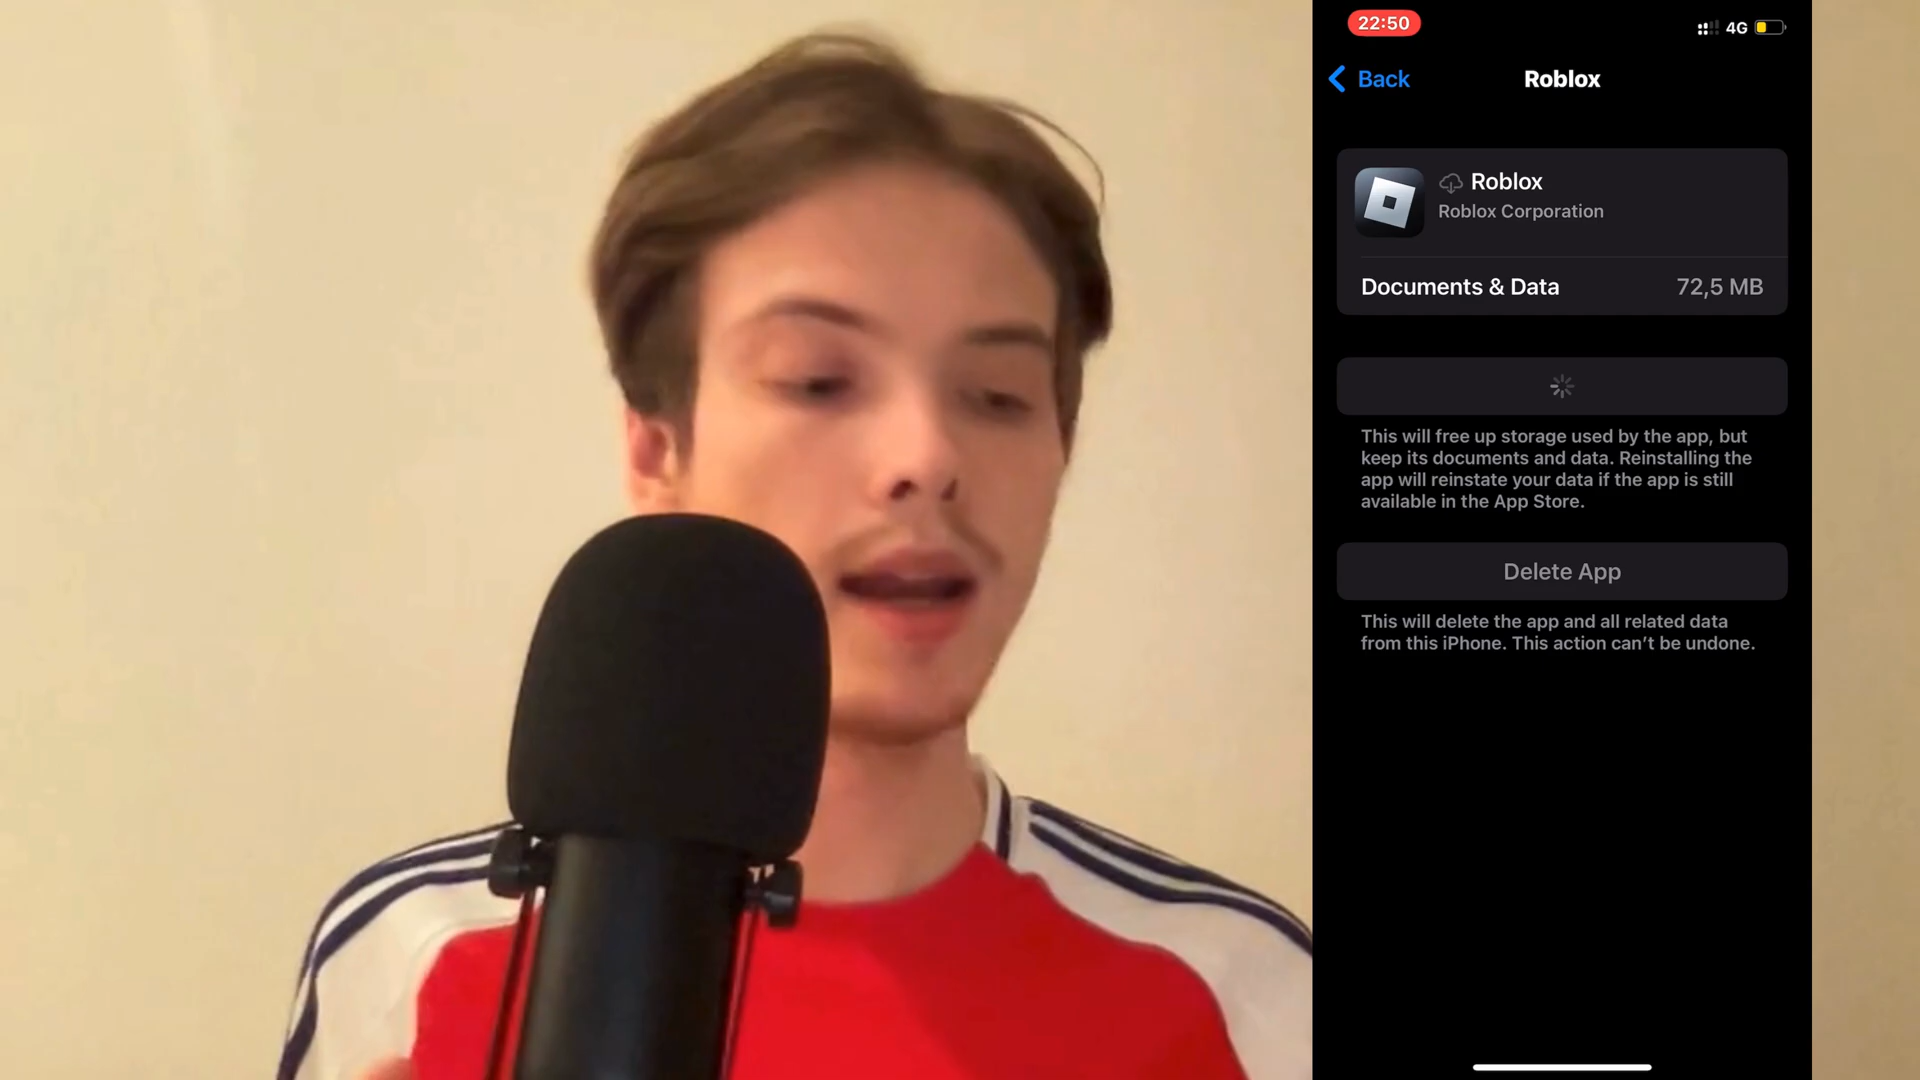 22:50
4G
Back
Roblox
Roblox
Roblox Corporation
Documents & Data
72,5 MB
This will free up storage used by the app, but
keep its documents and data. Reinstalling the
app will reinstate your data if the app is still
available in the App Store.
Delete App
This will delete the app and all related data
from this iPhone. This action can’t be undone.